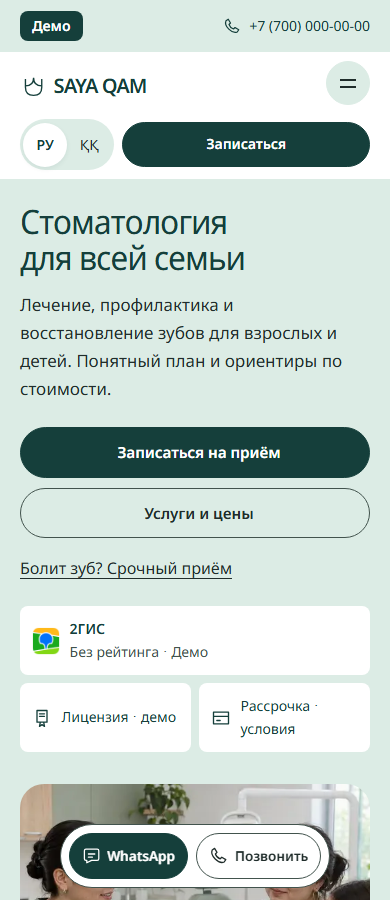 Демо
+7 (700) 000-00-00
SAYA QAM
РУ
ҚҚ
Записаться
Стоматология
для всей семьи
Лечение, профилактика и
восстановление зубов для взрослых и
детей. Понятный план и ориентиры по
стоимости.
Записаться на приём
Услуги и цены
Болит зуб? Срочный приём
2ГИС
Без рейтинга · Демо
Лицензия · демо
Рассрочка ·
условия
WhatsApp
Позвонить